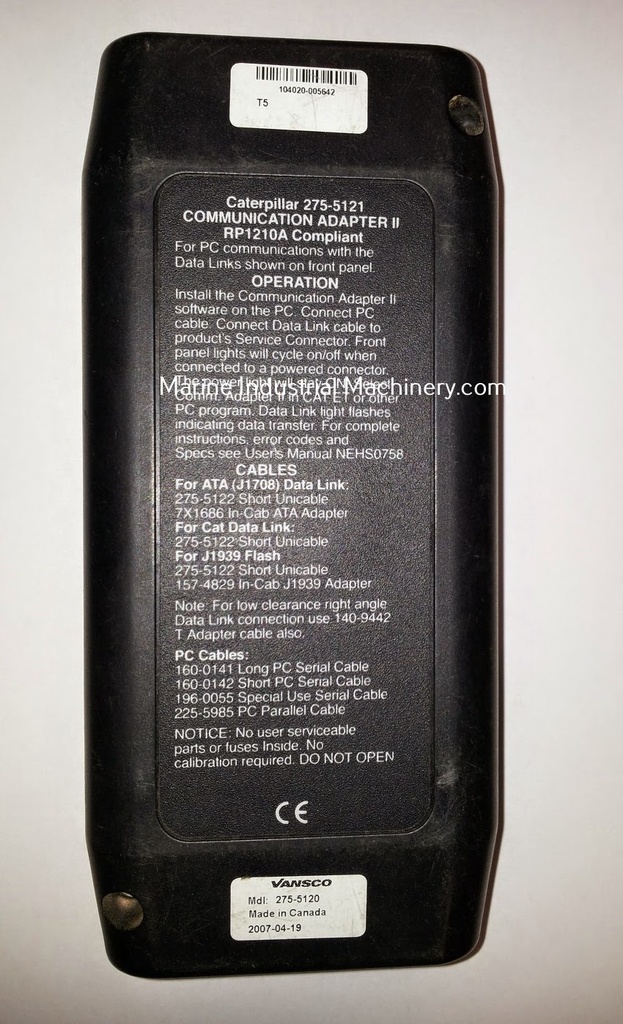 104020-005642
T5
Caterpillar 275-5121
COMMUNICATION ADAPTER II
RP1210A Compliant
For PC communications with the
Data Links shown on front panel.
OPERATION
Install the Communication Adapter II
software on the PC. Connect PC
cable. Connect Data Link cable to
product's Service Connector. Front
panel lights will cycle on/off when
connected to a powered connector.
The power light will stay ON. Select
Marine.Industrial.Machinery.com
Comm. Adapter II in CAT ET or other
PC program. Data Link light flashes
indicating data transfer. For complete
instructions, error codes and
Specs see User's Manual NEHS0758
CABLES
For ATA (J1708) Data Link:
275-5122 Short Unicable
7X1686 In-Cab ATA Adapter
For Cat Data Link:
275-5122 Short Unicable
For J1939 Flash
275-5122 Short Unicable
157-4829 In-Cab J1939 Adapter
Note: For low clearance right angle
Data Link connection use 140-9442
T Adapter cable also.
PC Cables:
160-0141 Long PC Serial Cable
160-0142 Short PC Serial Cable
196-0055 Special Use Serial Cable
225-5985 PC Parallel Cable
NOTICE: No user serviceable
parts or fuses Inside. No
calibration required. DO NOT OPEN
CE
VANSCO
Mdl: 275-5120
Made in Canada
2007-04-19